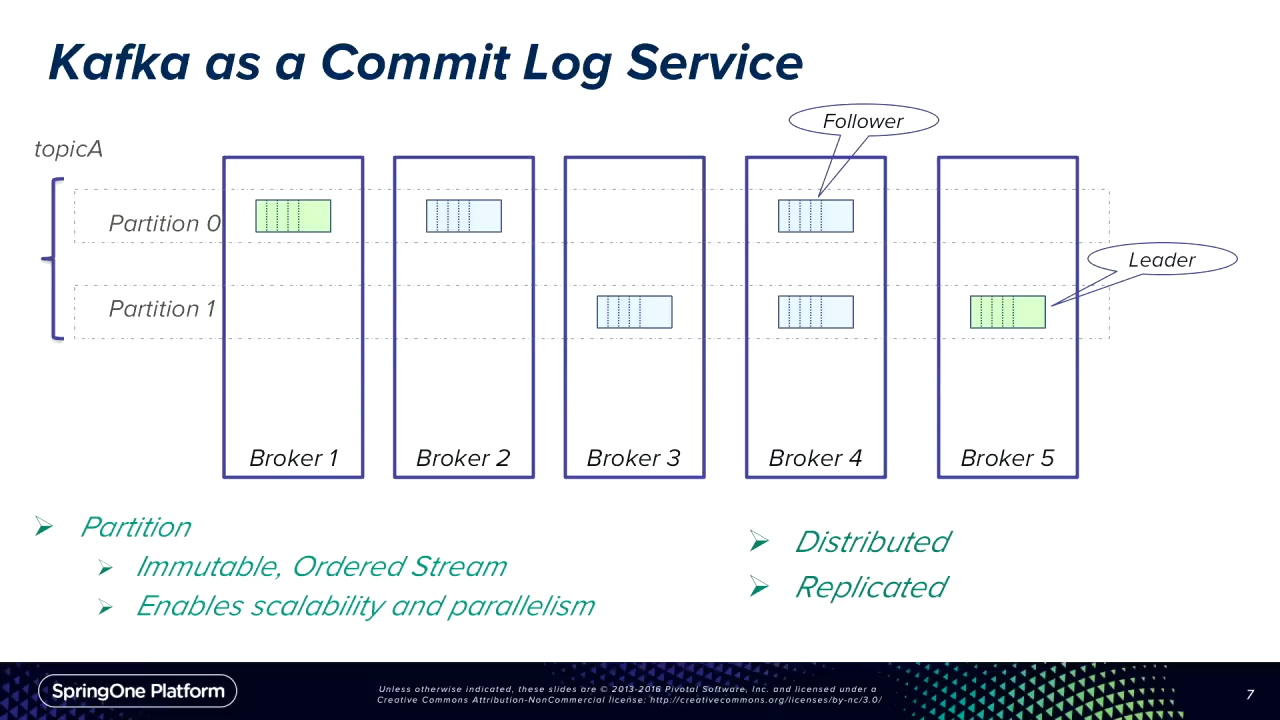 Kafka as a Commit Log Service
Follower
topicA
Partition 0
Leader
Partition 1
Broker 1
Broker 2
Broker 3
Broker 4
Broker 5
Partition
Immutable, Ordered Stream
Enables scalability and parallelism
Distributed
Replicated
SpringOne Platform
Unless otherwise indicated, these slides are © 2013-2016 Pivotal Software, Inc. and licensed under a
Creative Commons Attribution-NonCommercial license: http://creativecommons.org/licenses/by-nc/3.0/
7